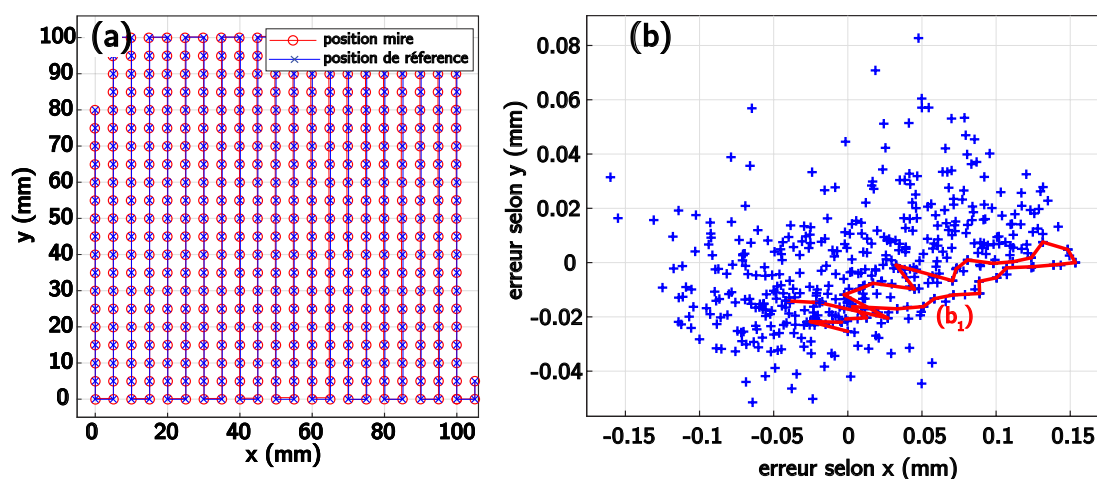 (a)
position mire
position de réference
100
90
80
70
60
50
40
30
20
10
0
y (mm)
0 20 40 60 80 100
x (mm)
(b)
0.08
0.06
0.04
0.02
0
-0.02
-0.04
erreur selon y (mm)
(b1)
-0.15 -0.1 -0.05 0 0.05 0.1 0.15
erreur selon x (mm)